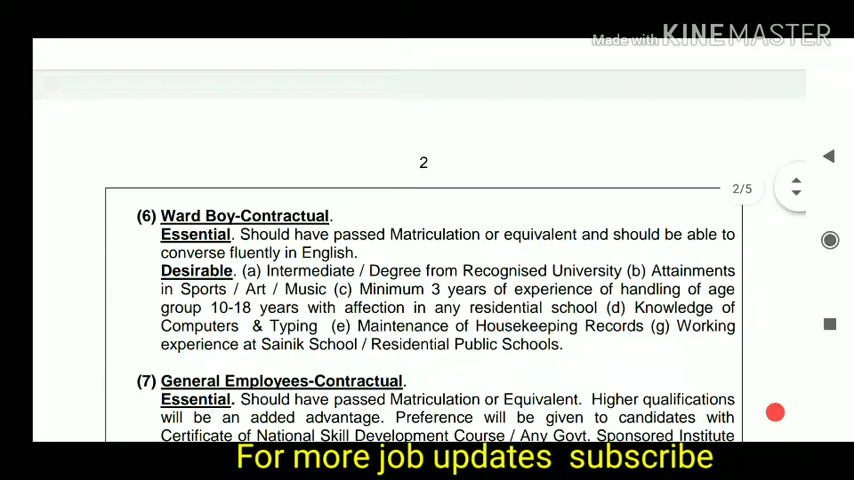 Made with KINEMASTER
2
2/5
(6) Ward Boy-Contractual.
Essential. Should have passed Matriculation or equivalent and should be able to
converse fluently in English.
Desirable. (a) Intermediate / Degree from Recognised University (b) Attainments
in Sports / Art / Music (c) Minimum 3 years of experience of handling of age
group 10-18 years with affection in any residential school (d) Knowledge of
Computers & Typing (e) Maintenance of Housekeeping Records (g) Working
experience at Sainik School / Residential Public Schools.
(7) General Employees-Contractual.
Essential. Should have passed Matriculation or Equivalent. Higher qualifications
will be an added advantage. Preference will be given to candidates with
Certificate of National Skill Development Course / Any Govt. Sponsored Institute
For more job updates subscribe